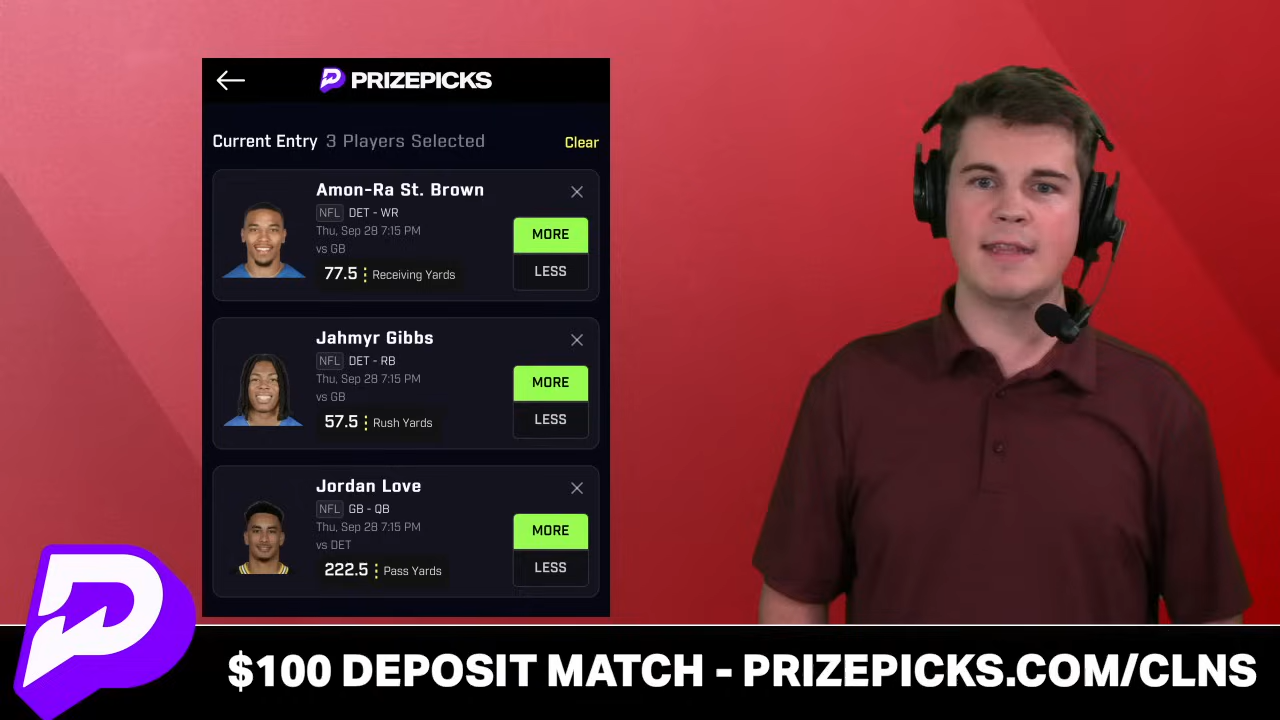 PRIZEPICKS
Current Entry 3 Players Selected Clear
Amon-Ra St. Brown
NFL DET - WR
Thu, Sep 28 7:15 PM
vs GB
77.5 Receiving Yards
MORE
LESS
Jahmyr Gibbs
NFL DET - RB
Thu, Sep 28 7:15 PM
vs GB
57.5 Rush Yards
MORE
LESS
Jordan Love
NFL GB - QB
Thu, Sep 28 7:15 PM
vs DET
222.5 Pass Yards
MORE
LESS
$100 DEPOSIT MATCH - PRIZEPICKS.COM/CLNS